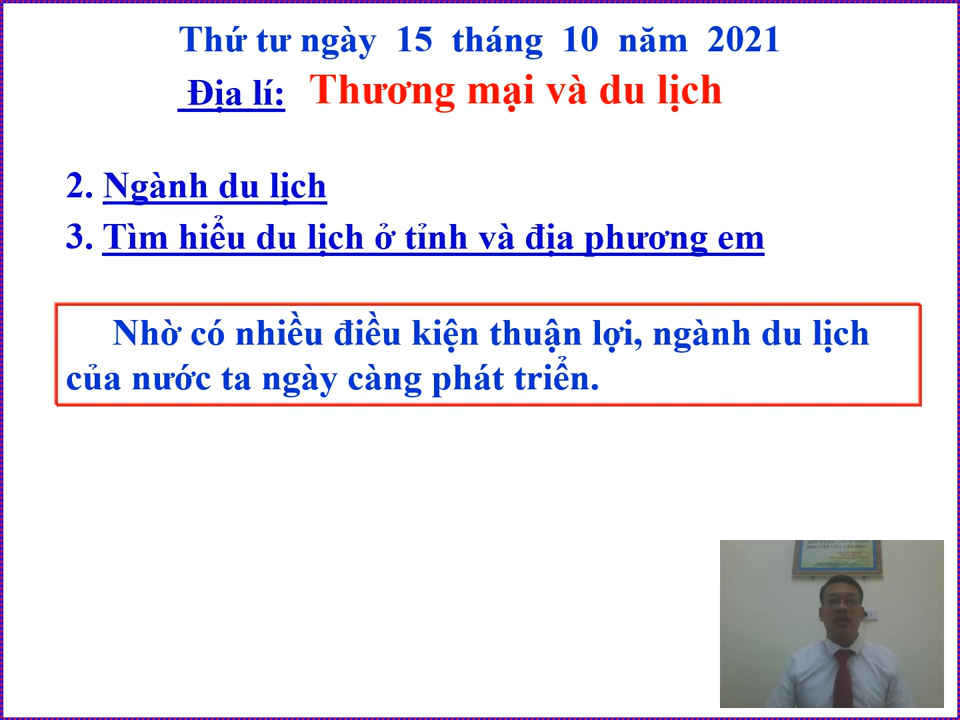 Thứ tư ngày 15 tháng 10 năm 2021
Địa lí: Thương mại và du lịch
2. Ngành du lịch
3. Tìm hiểu du lịch ở tỉnh và địa phương em
Nhờ có nhiều điều kiện thuận lợi, ngành du lịch
của nước ta ngày càng phát triển.